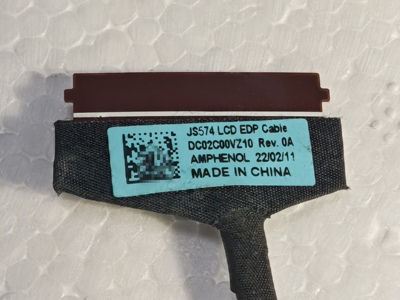 JS574 LCD EDP Cable
DC02C00VZ10 Rev. 0A
AMPHENOL 22/02/11
MADE IN CHINA